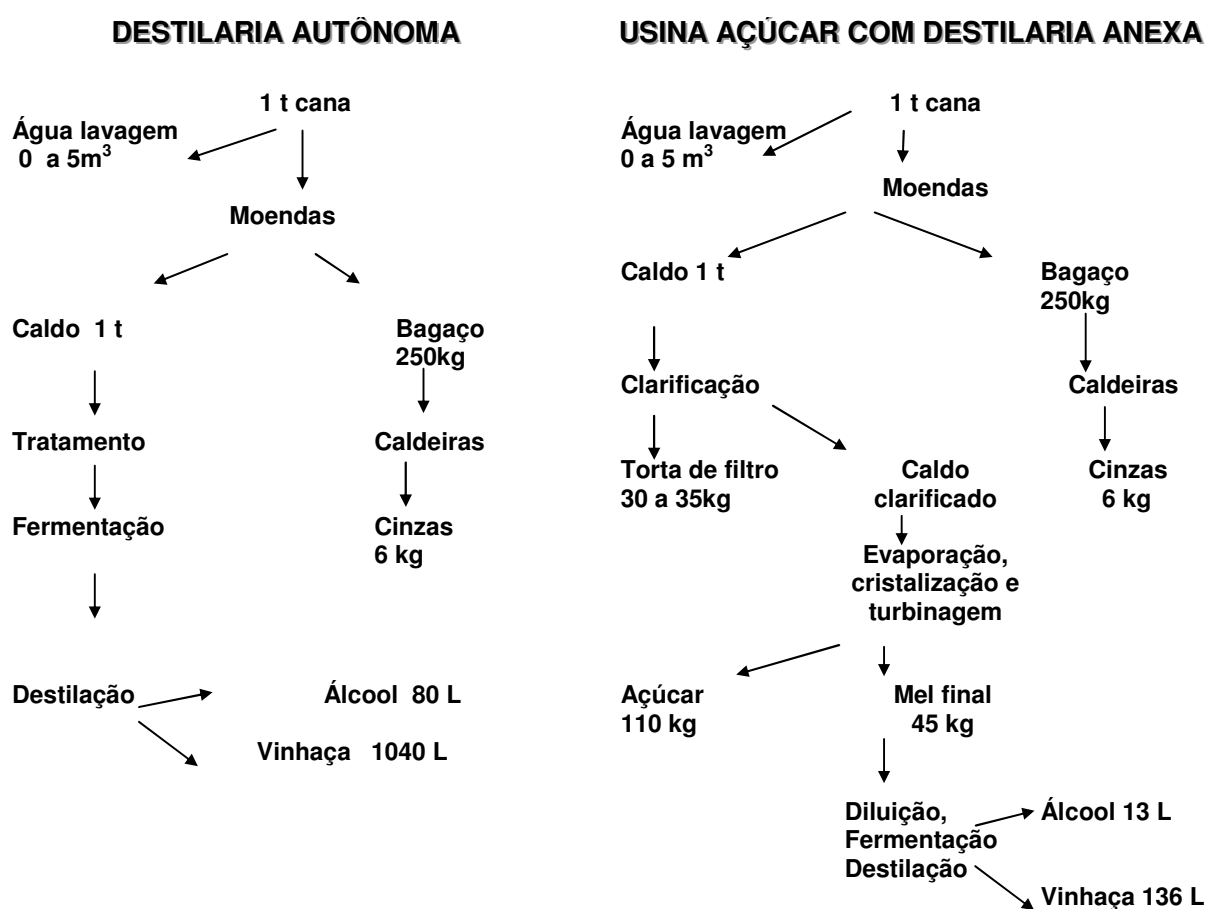 DESTILARIA AUTÔNOMA
1 t cana
Água lavagem
0 a 5m³
Moendas
Caldo 1 t
Bagaço
250kg
Tratamento
Caldeiras
Fermentação
Cinzas
6 kg
Destilação
Álcool 80 L
Vinhaça 1040 L
USINA AÇÚCAR COM DESTILARIA ANEXA
1 t cana
Água lavagem
0 a 5 m³
Moendas
Caldo 1 t
Bagaço
250kg
Clarificação
Caldeiras
Torta de filtro
30 a 35kg
Caldo
clarificado
Cinzas
6 kg
Evaporação,
cristalização e
turbinagem
Açúcar
110 kg
Mel final
45 kg
Diluição,
Fermentação
Destilação
Álcool 13 L
Vinhaça 136 L